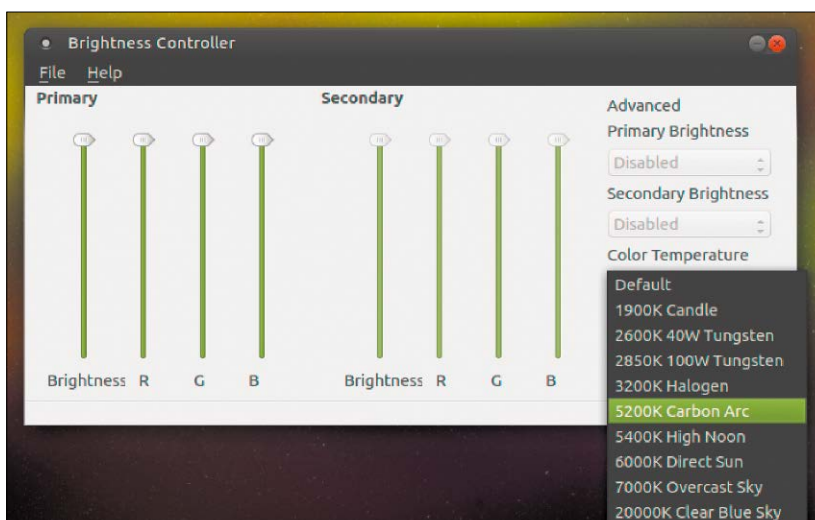 Brightness Controller
File Help
Primary
Secondary
Brightness R G B
Brightness R G B
Advanced
Primary Brightness
Disabled
Secondary Brightness
Disabled
Color Temperature
Default
1900K Candle
2600K 40W Tungsten
2850K 100W Tungsten
3200K Halogen
5200K Carbon Arc
5400K High Noon
6000K Direct Sun
7000K Overcast Sky
20000K Clear Blue Sky